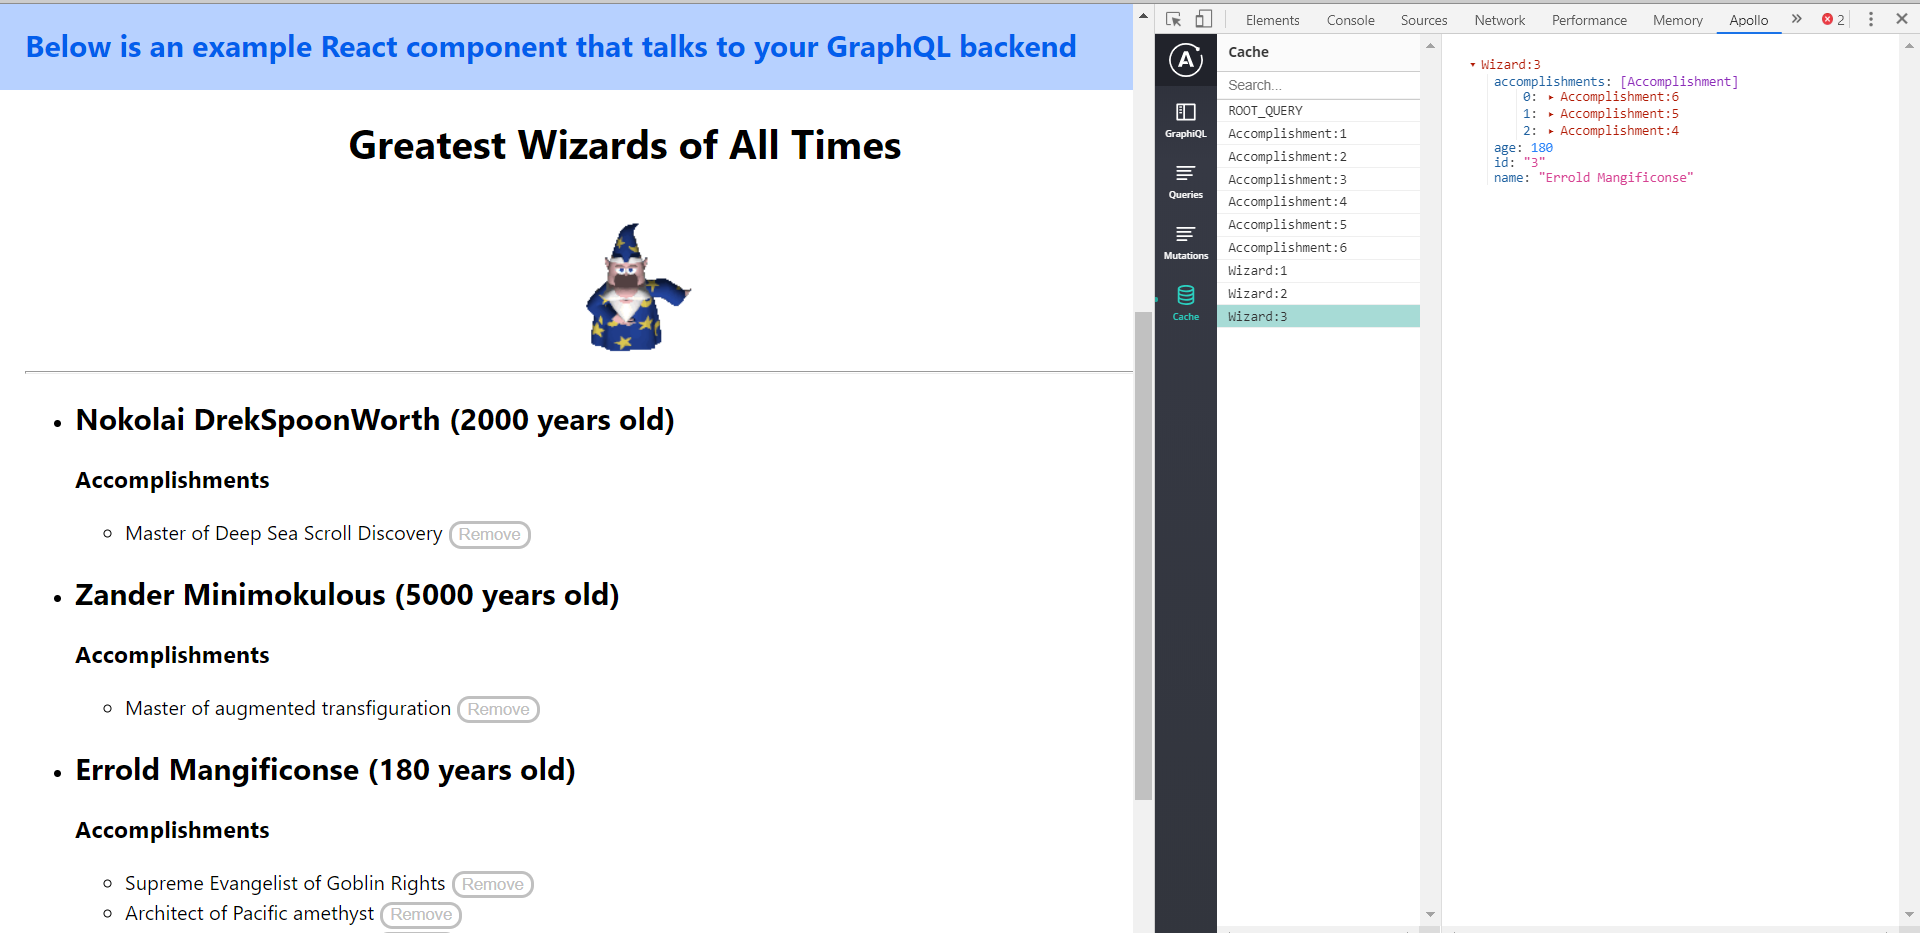 Below is an example React component that talks to your GraphQL backend
Greatest Wizards of All Times
Nokolai DrekSpoonWorth (2000 years old)
Accomplishments
Master of Deep Sea Scroll Discovery Remove
Zander Minimokulous (5000 years old)
Accomplishments
Master of augmented transfiguration Remove
Errold Mangificonse (180 years old)
Accomplishments
Supreme Evangelist of Goblin Rights Remove
Architect of Pacific amethyst Remove
Elements Console Sources Network Performance Memory Apollo » 2
A
GraphiQL
Queries
Mutations
Cache
Cache
Search...
ROOT_QUERY
Accomplishment:1
Accomplishment:2
Accomplishment:3
Accomplishment:4
Accomplishment:5
Accomplishment:6
Wizard:1
Wizard:2
Wizard:3
Wizard:3
accomplishments: [Accomplishment]
0: Accomplishment:6
1: Accomplishment:5
2: Accomplishment:4
age: 180
id: "3"
name: "Errold Mangificonse"